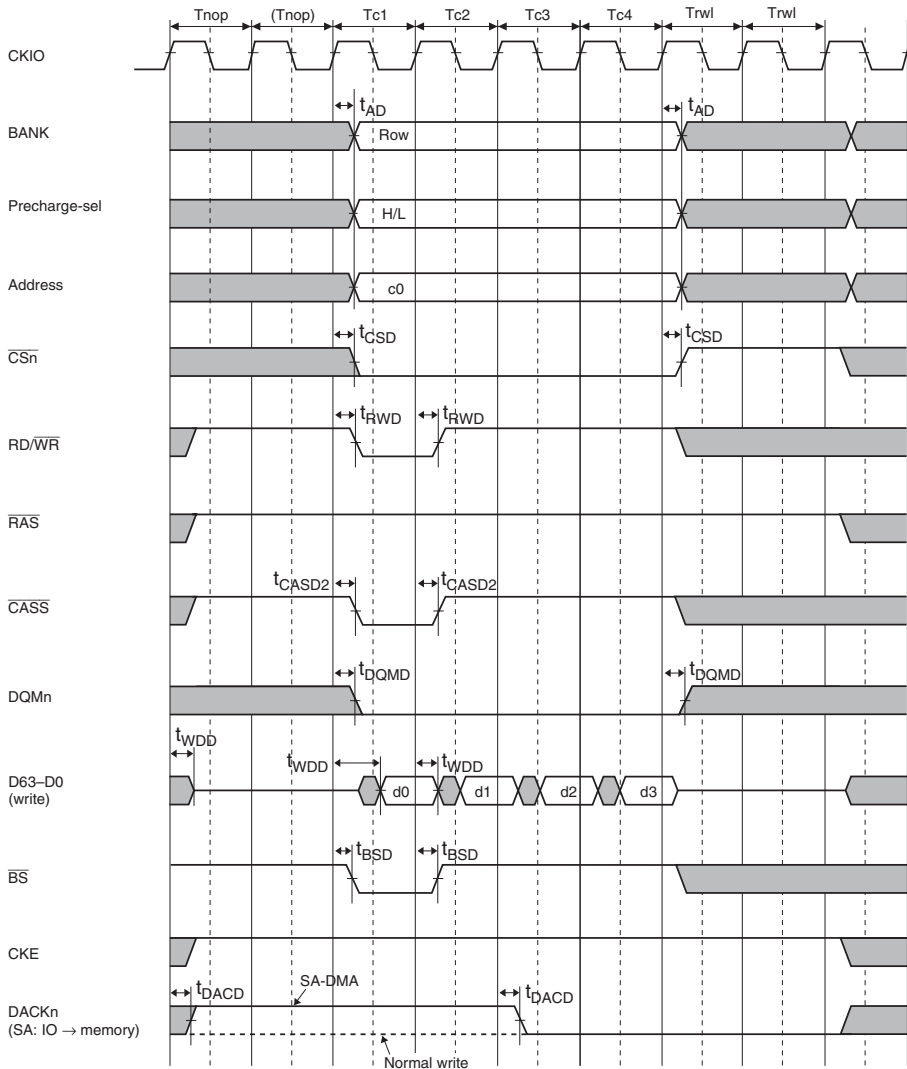 Tnop (Tnop) Tc1 Tc2 Tc3 Tc4 Trwl Trwl
CKIO
tAD tAD
BANK Row
Precharge-sel H/L
Address c0
tCSD tCSD
CSn
tRWD tRWD
RD/WR
RAS
tCASD2 tCASD2
CASS
tDQMD tDQMD
DQMn
tWDD tWDD tWDD
D63–D0 d0 d1 d2 d3
(write)
tBSD tBSD
BS
CKE
tDACD SA-DMA tDACD
DACKn
(SA: IO → memory)
Normal write